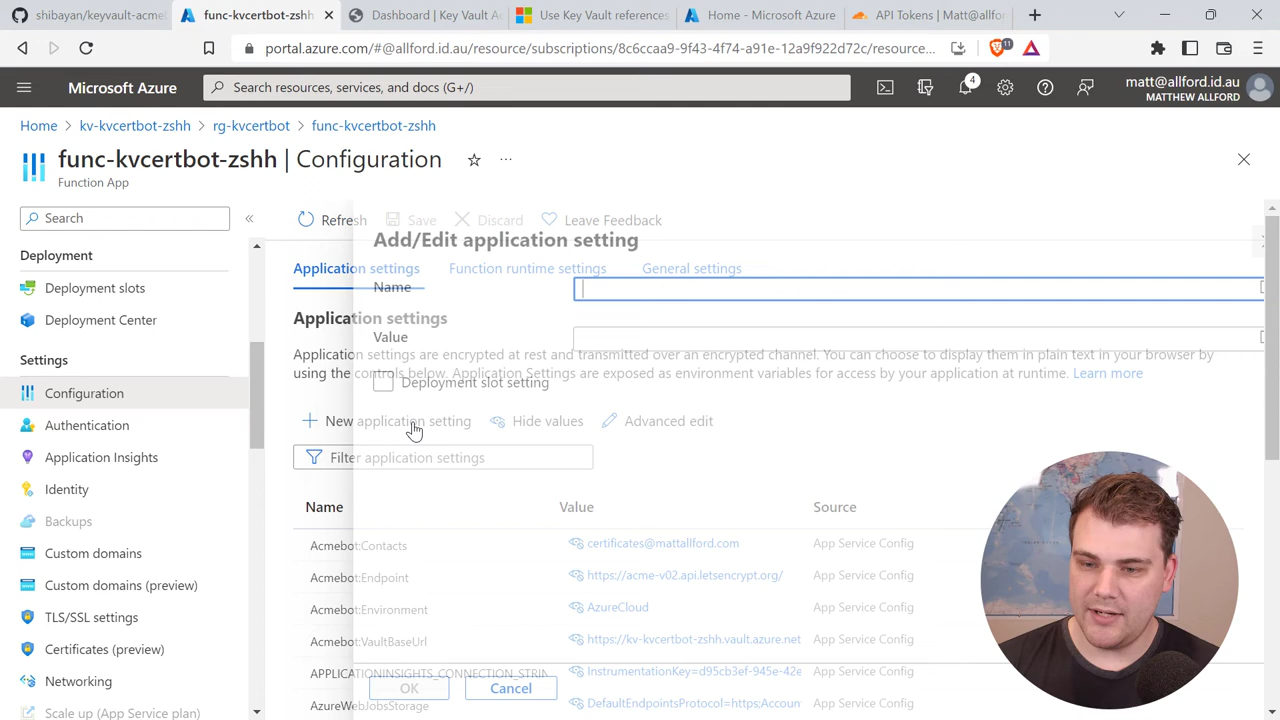 shibayan/keyvault-acme
func-kvcertbot-zshh
Dashboard | Key Vault A
Use Key Vault references
Home - Microsoft Azure
API Tokens | Matt@allfor
portal.azure.com/#@allford.id.au/resource/subscriptions/8c6ccaa9-9f43-4f74-a91e-12a9f922d72c/resource...
11
Microsoft Azure
Search resources, services, and docs (G+/)
4
matt@allford.id.au
MATTHEW ALLFORD
Home > kv-kvcertbot-zshh > rg-kvcertbot > func-kvcertbot-zshh
func-kvcertbot-zshh | Configuration
Function App
Search
Refresh
Save
Discard
Leave Feedback
Add/Edit application setting
Deployment
Application settings
Function runtime settings
General settings
Deployment slots
Name
Deployment Center
Application settings
Value
Settings
Application settings are encrypted at rest and transmitted over an encrypted channel. You can choose to display them in plain text in your browser by
using the controls below. Application Settings are exposed as environment variables for access by your application at runtime. Learn more
Deployment slot setting
Configuration
Authentication
New application setting
Hide values
Advanced edit
Application Insights
Filter application settings
Identity
Name
Value
Source
Backups
Custom domains
Acmebot:Contacts
certificates@mattallford.com
App Service Config
Custom domains (preview)
Acmebot:Endpoint
https://acme-v02.api.letsencrypt.org/
App Service Config
TLS/SSL settings
Acmebot:Environment
AzureCloud
App Service Config
Certificates (preview)
Acmebot:VaultBaseUrl
https://kv-kvcertbot-zshh.vault.azure.net
App Service Config
Networking
APPLICATIONINSIGHTS_CONNECTION_STRIN
InstrumentationKey=d95cb3ef-945e-42e
App Service Config
OK
Cancel
Scale up (App Service plan)
AzureWebJobsStorage
DefaultEndpointsProtocol=https;Accoun
App Service Config